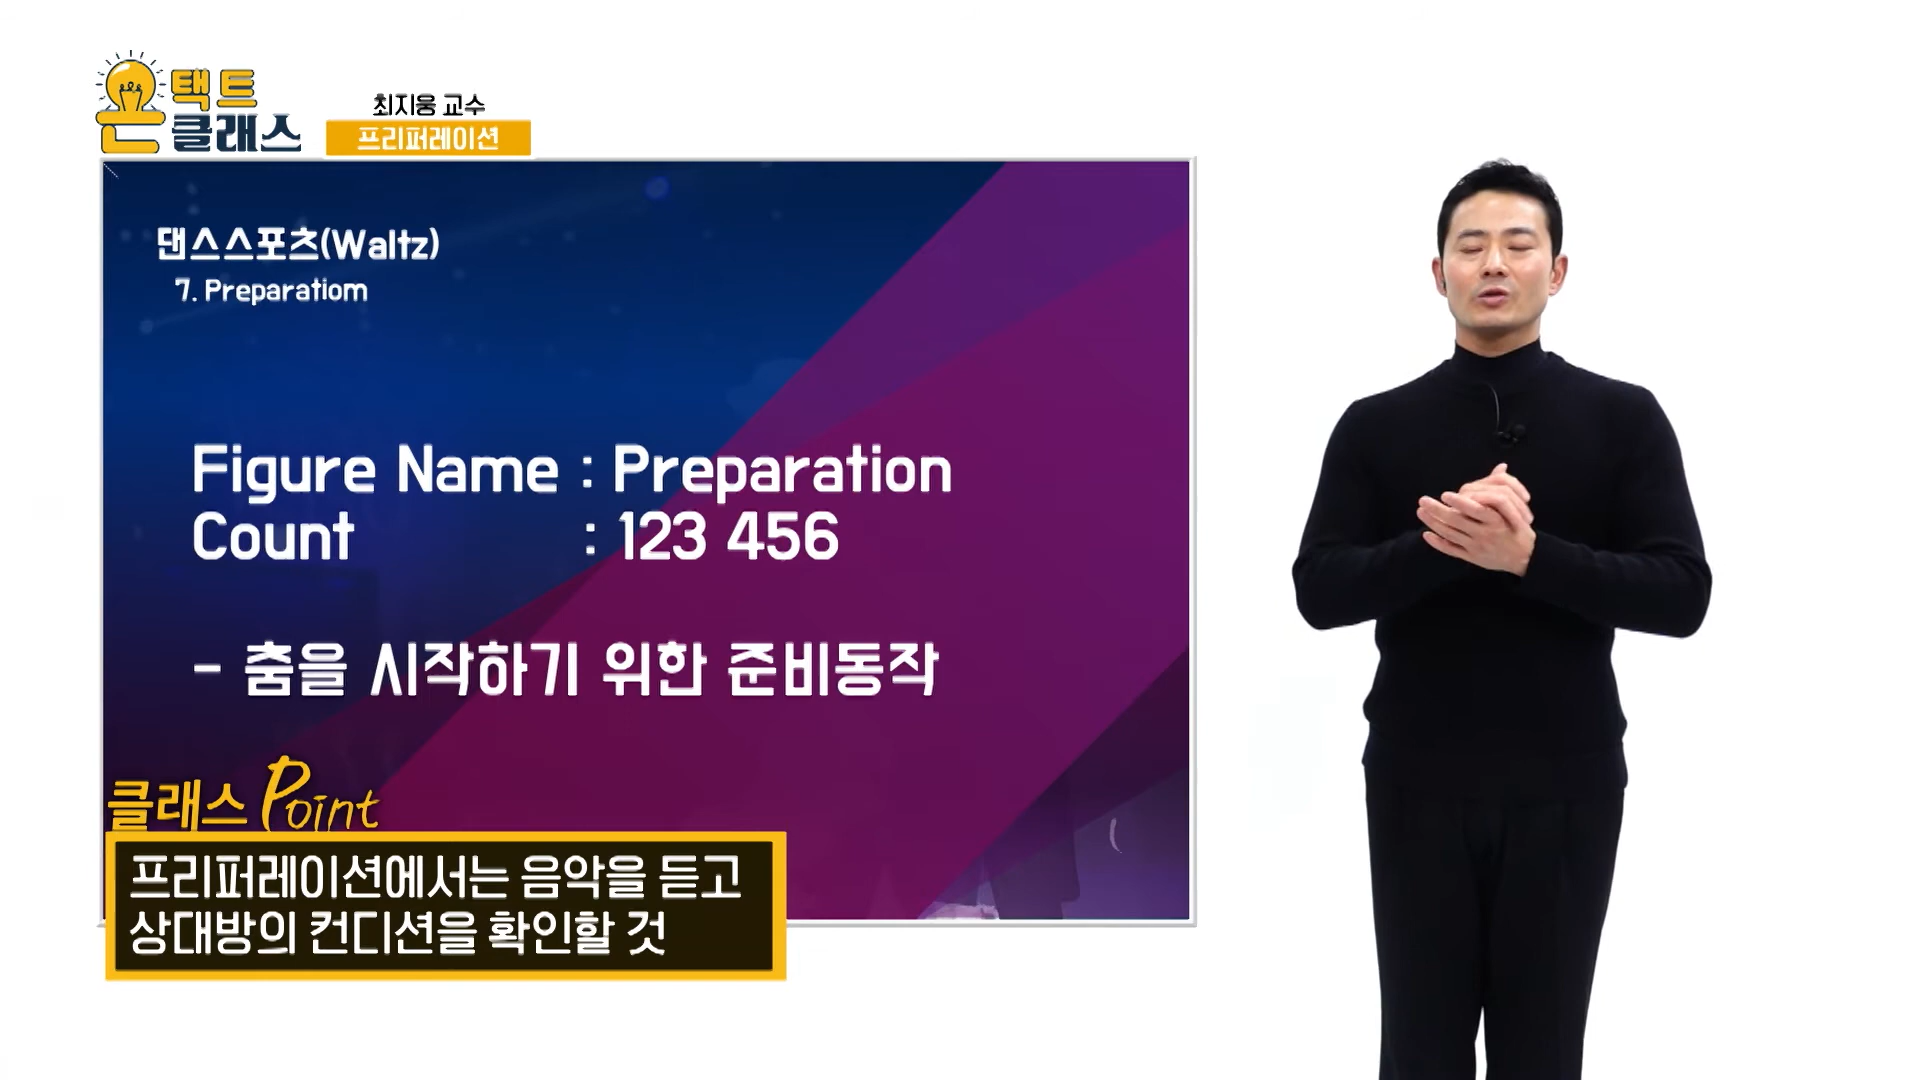 온택트
클래스
최지웅 교수
프리퍼레이션
댄스스포츠(Waltz)
7. Preparatiom
Figure Name : Preparation
Count : 123 456
- 춤을 시작하기 위한 준비동작
클래스 Point
프리퍼레이션에서는 음악을 듣고
상대방의 컨디션을 확인할 것